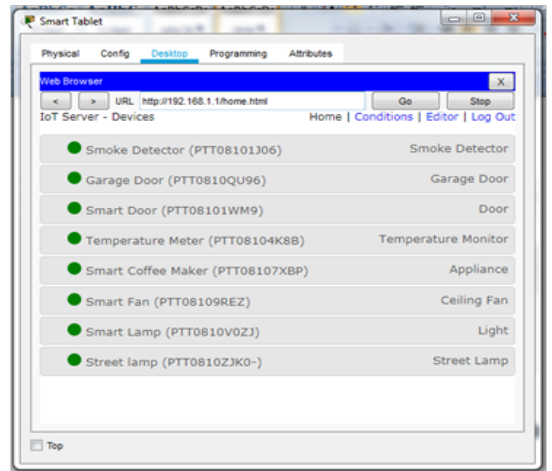 Smart Tablet
Physical Config Desktop Programming Attributes
Web Browser X
< > URL http://192.168.1.1/home.html Go Stop
IoT Server - Devices Home | Conditions | Editor | Log Out
Smoke Detector (PTT08101J06) Smoke Detector
Garage Door (PTT0810QU96) Garage Door
Smart Door (PTT08101WM9) Door
Temperature Meter (PTT08104K8B) Temperature Monitor
Smart Coffee Maker (PTT08107XBP) Appliance
Smart Fan (PTT08109REZ) Ceiling Fan
Smart Lamp (PTT0810V0ZJ) Light
Street lamp (PTT0810ZJK0-) Street Lamp
Top